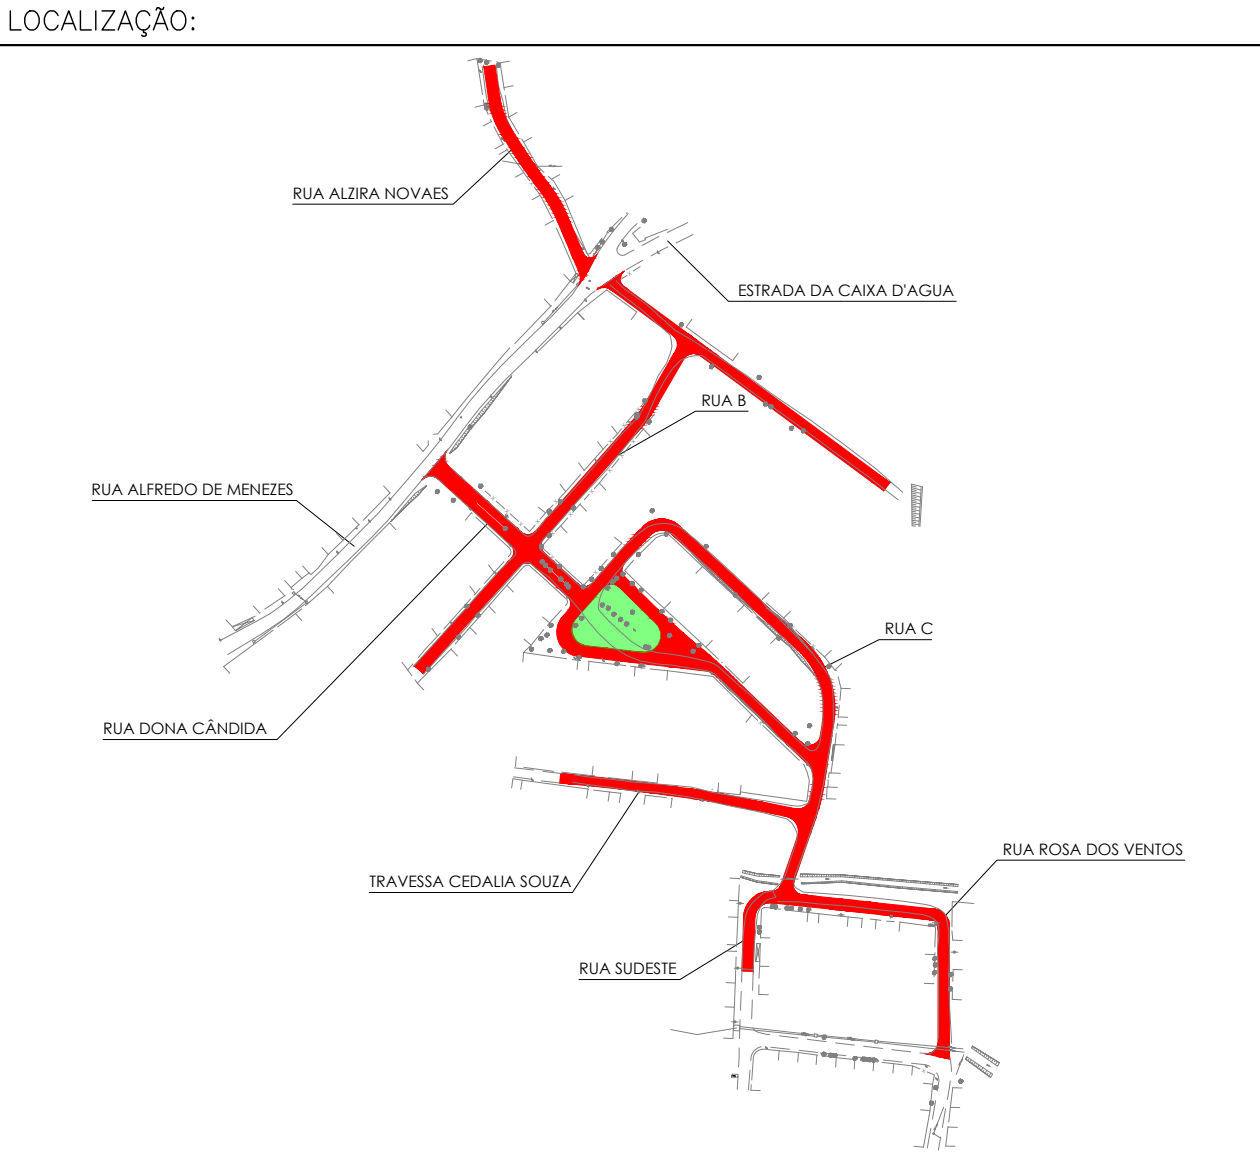 LOCALIZAÇÃO:
RUA ALZIRA NOVAES
ESTRADA DA CAIXA D'AGUA
RUA B
RUA ALFREDO DE MENEZES
RUA C
RUA DONA CÂNDIDA
RUA ROSA DOS VENTOS
TRAVESSA CEDALIA SOUZA
RUA SUDESTE